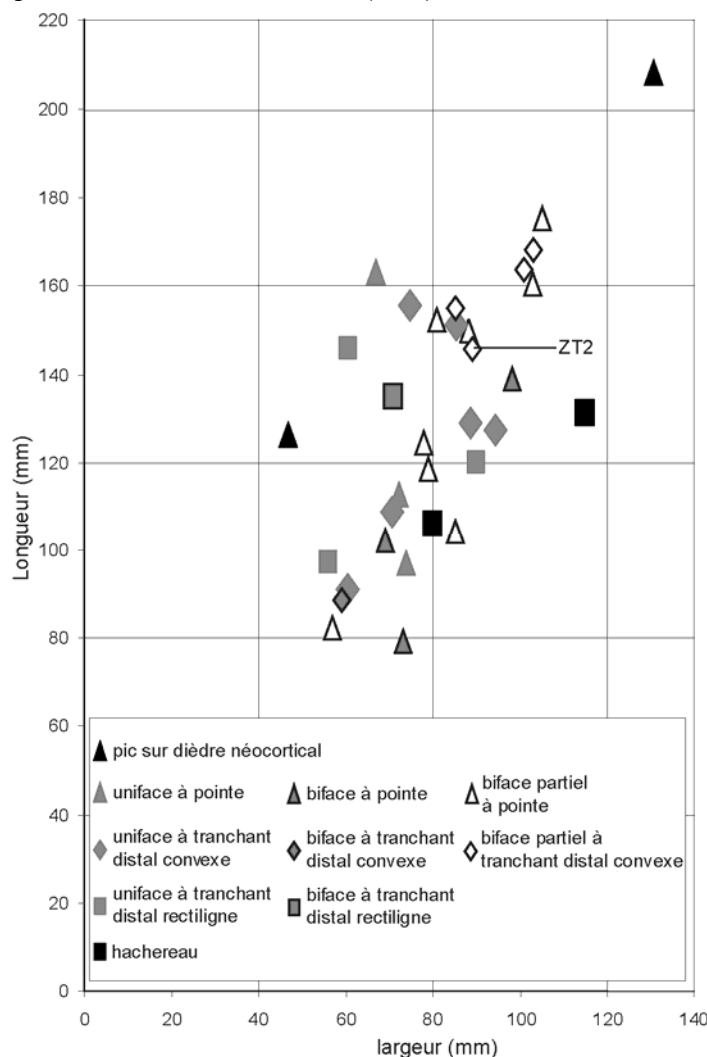 220
200
180
160
140
120
100
80
60
40
20
0
Longueur (mm)
ZT2
pic sur dièdre néocortical
uniface à pointe
biface à pointe
biface partiel
à pointe
uniface à tranchant
distal convexe
biface à tranchant
distal convexe
biface partiel à
tranchant distal convexe
uniface à tranchant
distal rectiligne
biface à tranchant
distal rectiligne
hachereau
0 20 40 60 80 100 120 140
largeur (mm)